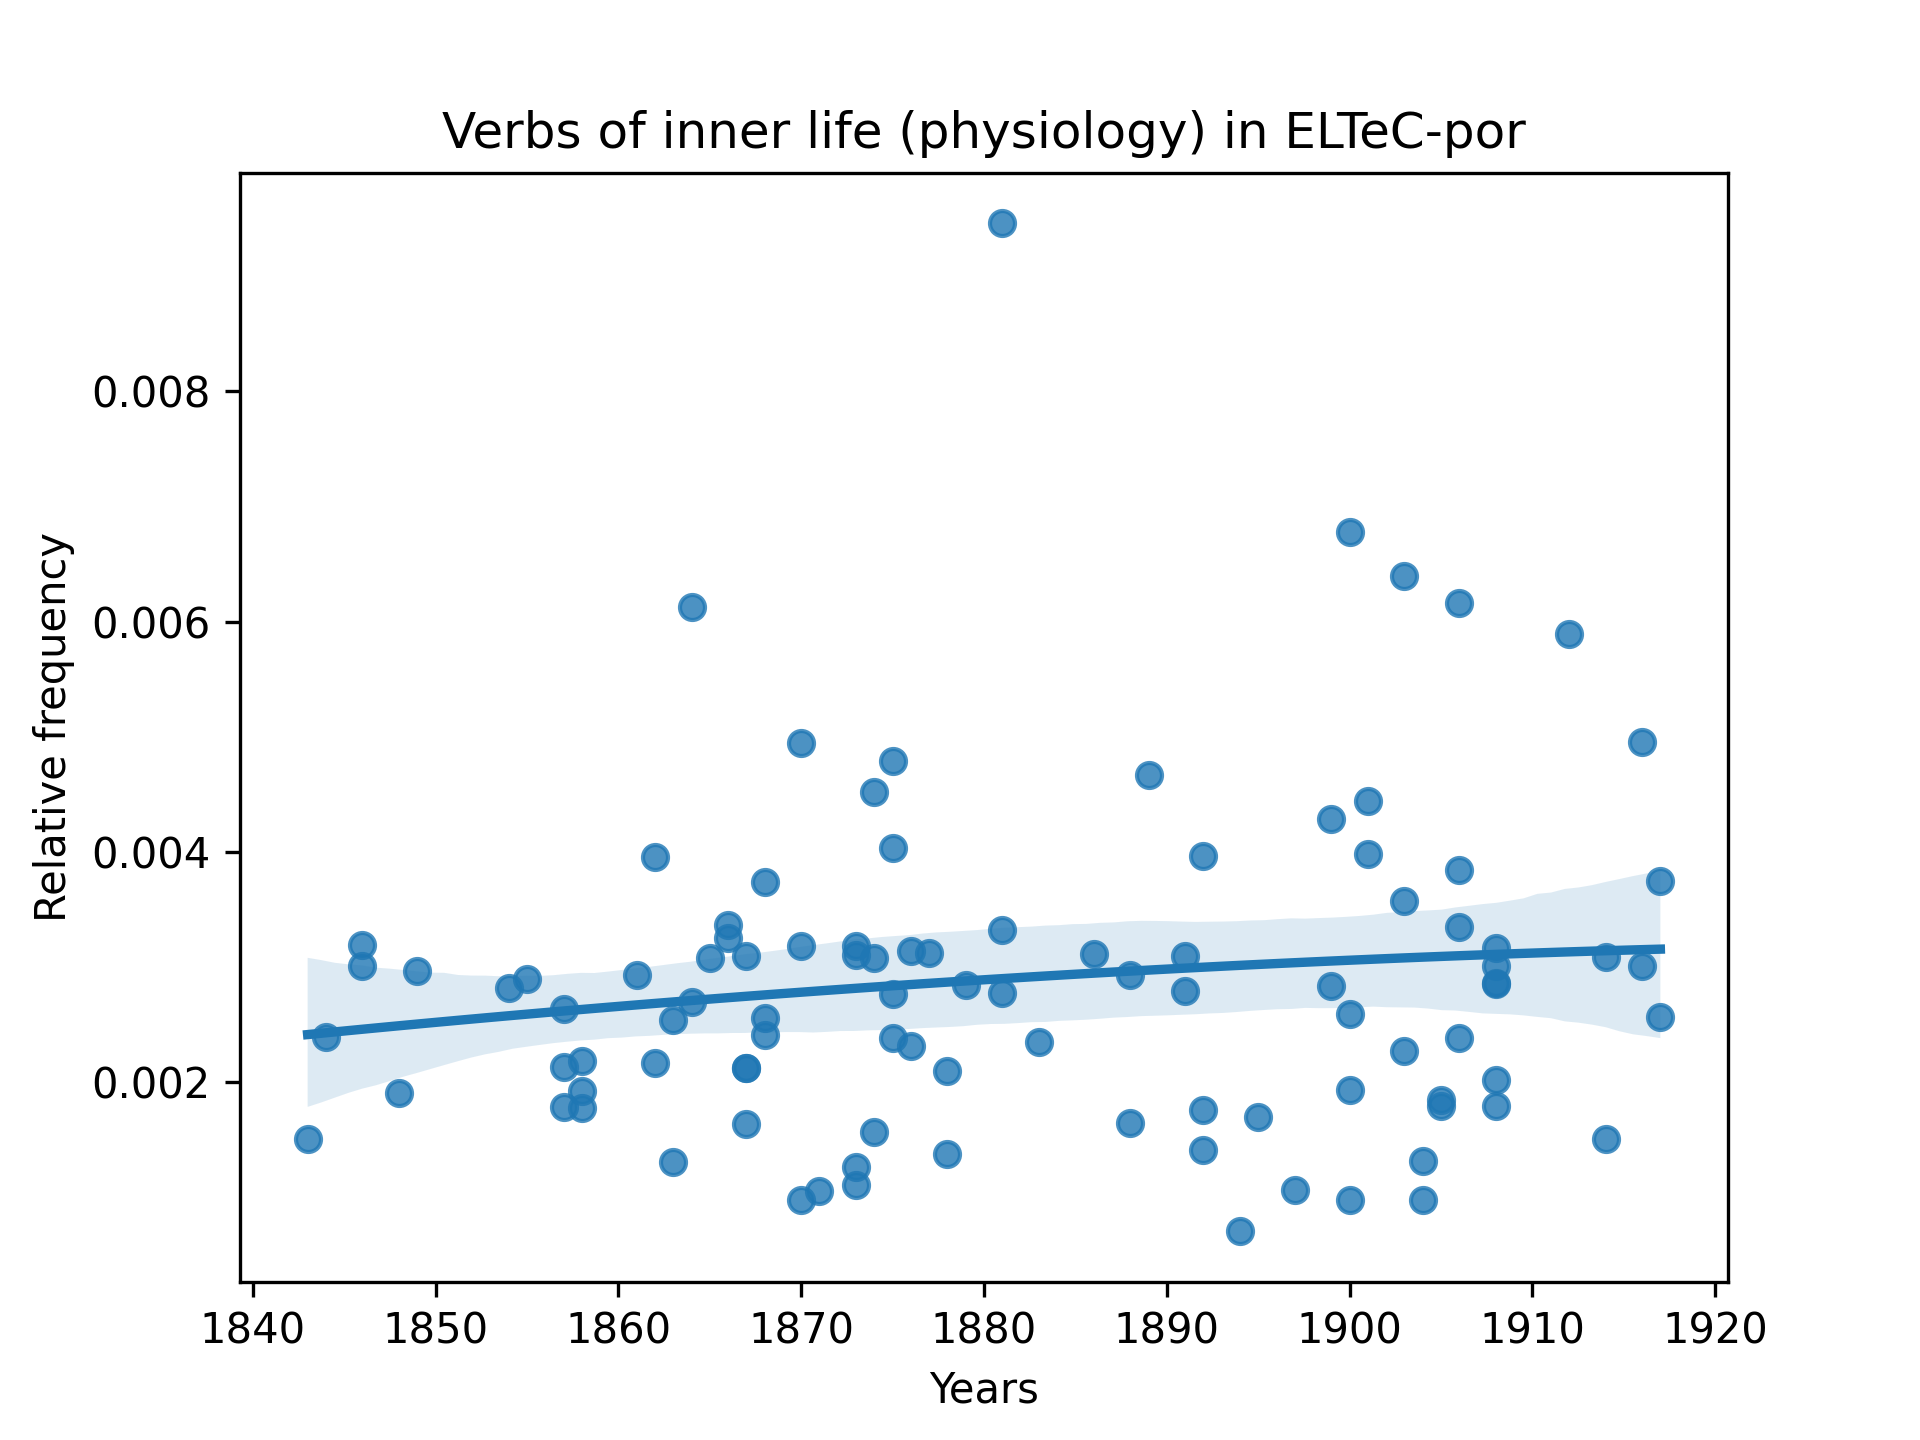 Verbs of inner life (physiology) in ELTeC-por
Relative frequency
0.008
0.006
0.004
0.002
1840 1850 1860 1870 1880 1890 1900 1910 1920
Years